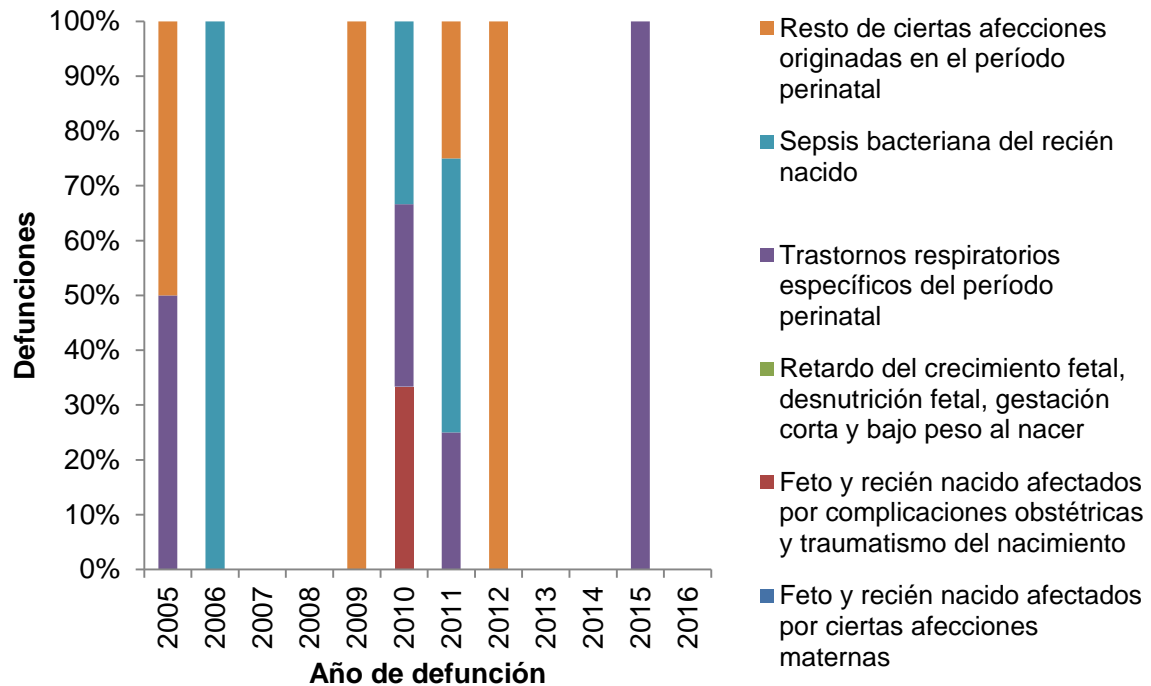 100%
90%
80%
70%
60%
50%
40%
30%
20%
10%
0%
Defunciones
2005
2006
2007
2008
2009
2010
2011
2012
2013
2014
2015
2016
Año de defunción
Resto de ciertas afecciones
originadas en el período
perinatal
Sepsis bacteriana del recién
nacido
Trastornos respiratorios
específicos del período
perinatal
Retardo del crecimiento fetal,
desnutrición fetal, gestación
corta y bajo peso al nacer
Feto y recién nacido afectados
por complicaciones obstétricas
y traumatismo del nacimiento
Feto y recién nacido afectados
por ciertas afecciones
maternas